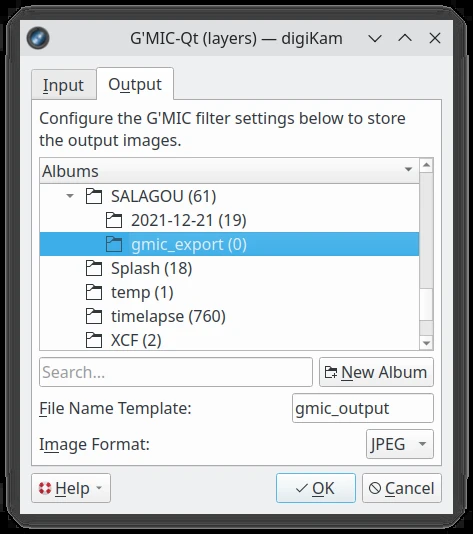 G'MIC-Qt (layers) — digiKam
Input
Output
Configure the G'MIC filter settings below to store
the output images.
Albums
SALAGOU (61)
2021-12-21 (19)
gmic_export (0)
Splash (18)
temp (1)
timelapse (760)
XCF (2)
Search...
New Album
File Name Template:
gmic_output
Image Format:
JPEG
Help
OK
Cancel